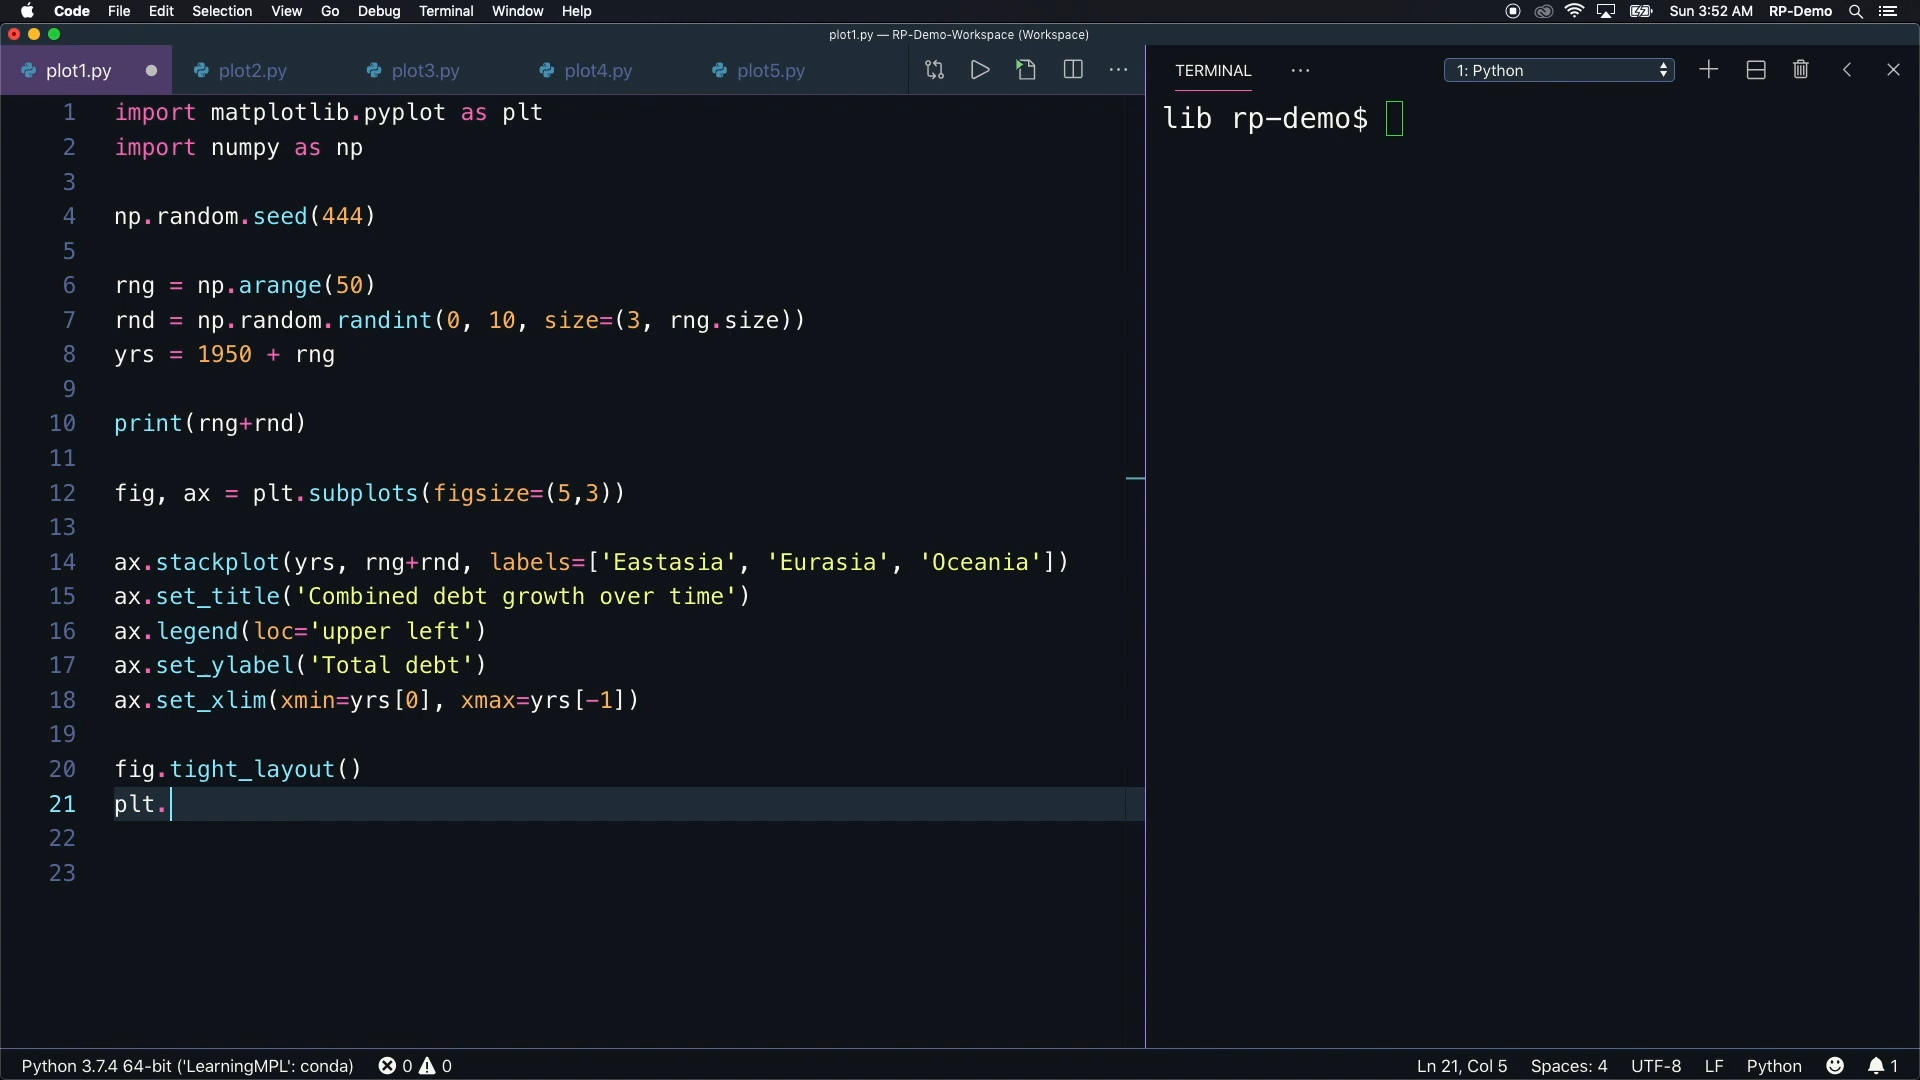 Code File Edit Selection View Go Debug Terminal Window Help Sun 3:52 AM RP-Demo
plot1.py — RP-Demo-Workspace (Workspace)
plot1.py plot2.py plot3.py plot4.py plot5.py
TERMINAL 1: Python
lib rp-demo$
1 import matplotlib.pyplot as plt
2 import numpy as np
3
4 np.random.seed(444)
5
6 rng = np.arange(50)
7 rnd = np.random.randint(0, 10, size=(3, rng.size))
8 yrs = 1950 + rng
9
10 print(rng+rnd)
11
12 fig, ax = plt.subplots(figsize=(5,3))
13
14 ax.stackplot(yrs, rng+rnd, labels=['Eastasia', 'Eurasia', 'Oceania'])
15 ax.set_title('Combined debt growth over time')
16 ax.legend(loc='upper left')
17 ax.set_ylabel('Total debt')
18 ax.set_xlim(xmin=yrs[0], xmax=yrs[-1])
19
20 fig.tight_layout()
21 plt.
22
23
Python 3.7.4 64-bit ('LearningMPL': conda) 0 0 Ln 21, Col 5 Spaces: 4 UTF-8 LF Python 1